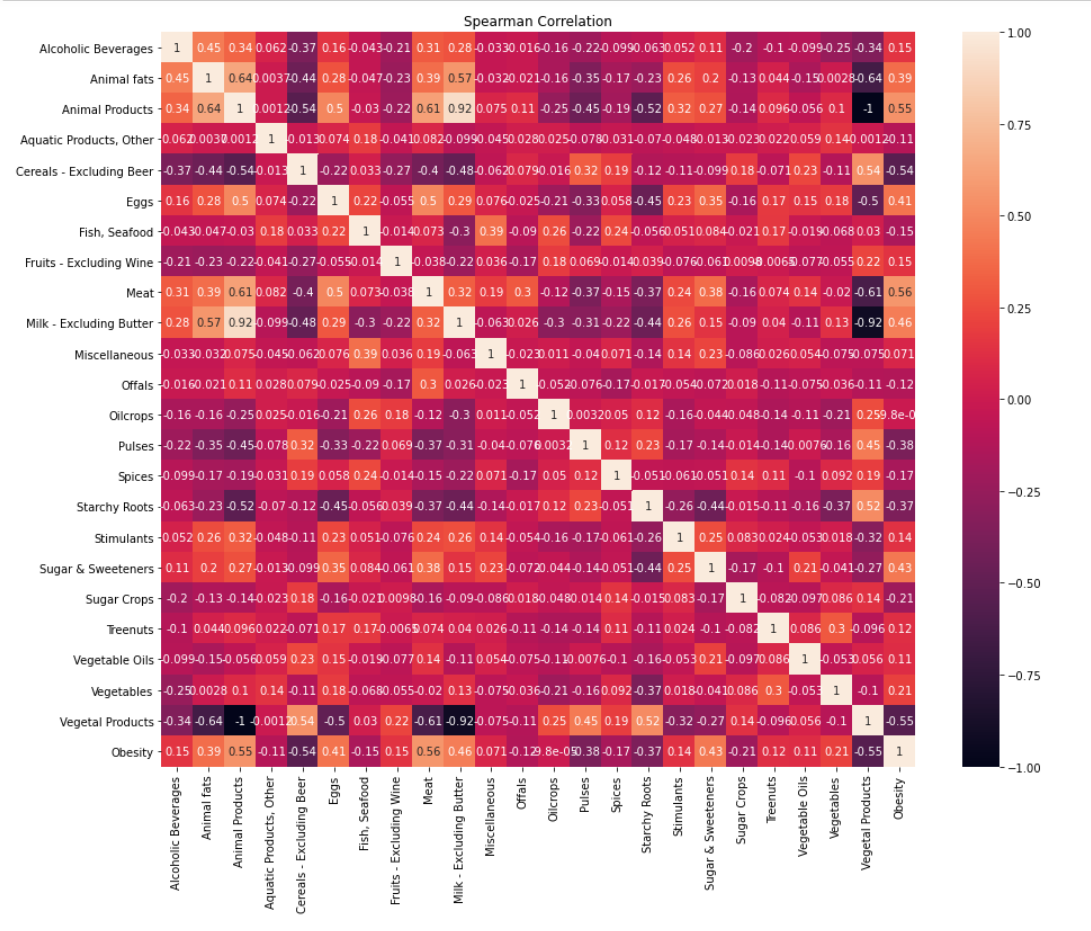 Spearman Correlation
Alcoholic Beverages 1 0.45 0.34 0.062 -0.37 0.16 -0.043 -0.21 0.31 0.28 -0.033 0.016 -0.16 -0.22 -0.099 0.063 0.052 0.11 -0.2 -0.1 -0.099 -0.25 -0.34 0.15
Animal fats 0.45 1 0.64 0.0037 -0.44 0.28 -0.047 -0.23 0.39 0.57 -0.032 0.021 -0.16 -0.35 -0.17 -0.23 0.26 0.2 -0.13 0.044 -0.15 0.0028 -0.64 0.39
Animal Products 0.34 0.64 1 0.0012 -0.54 0.5 -0.03 -0.22 0.61 0.92 0.075 0.11 -0.25 -0.45 -0.19 -0.52 0.32 0.27 -0.14 0.096 -0.056 0.1 -1 0.55
Aquatic Products, Other 0.062 0.0037 0.0012 1 -0.013 0.074 0.18 -0.041 0.082 -0.099 -0.045 0.028 0.025 -0.078 0.031 -0.07 -0.048 -0.013 0.023 0.022 0.059 0.14 -0.0012 -0.11
Cereals - Excluding Beer -0.37 -0.44 -0.54 -0.013 1 -0.22 0.033 -0.27 -0.4 -0.48 -0.062 0.079 -0.016 0.32 0.19 -0.12 -0.11 -0.099 0.18 -0.071 0.23 -0.11 0.54 -0.54
Eggs 0.16 0.28 0.5 0.074 -0.22 1 0.22 -0.055 0.5 0.29 0.076 -0.025 -0.21 -0.33 0.058 -0.45 0.23 0.35 -0.16 0.17 0.15 0.18 -0.5 0.41
Fish, Seafood -0.043 -0.047 -0.03 0.18 0.033 0.22 1 -0.014 0.073 -0.3 0.39 -0.09 0.26 -0.22 0.24 -0.056 0.051 0.084 -0.021 0.17 -0.019 -0.068 0.03 -0.15
Fruits - Excluding Wine -0.21 -0.23 -0.22 -0.041 -0.27 -0.055 -0.014 1 -0.038 -0.22 0.036 -0.17 0.18 0.069 -0.014 0.039 -0.076 -0.061 0.0098 0.0065 -0.077 -0.055 0.22 0.15
Meat 0.31 0.39 0.61 0.082 -0.4 0.5 0.073 -0.038 1 0.32 0.19 0.3 -0.12 -0.37 -0.15 -0.37 0.24 0.38 -0.16 0.074 0.14 -0.02 -0.61 0.56
Milk - Excluding Butter 0.28 0.57 0.92 -0.099 -0.48 0.29 -0.3 -0.22 0.32 1 -0.063 0.026 -0.3 -0.31 -0.22 -0.44 0.26 0.15 -0.09 0.04 -0.11 0.13 -0.92 0.46
Miscellaneous -0.033 -0.032 0.075 -0.045 -0.062 0.076 0.39 0.036 0.19 -0.063 1 -0.023 0.011 -0.04 0.071 -0.14 0.14 0.23 -0.086 0.026 0.054 -0.075 -0.075 0.071
Offals -0.016 -0.021 0.11 0.028 0.079 -0.025 -0.09 -0.17 0.3 0.026 -0.023 1 -0.052 -0.076 -0.17 -0.017 -0.054 -0.072 0.018 -0.11 -0.075 -0.036 -0.11 -0.12
Oilcrops -0.16 -0.16 -0.25 0.025 -0.016 -0.21 0.26 0.18 -0.12 -0.3 0.011 -0.052 1 0.0032 0.05 0.12 -0.16 -0.044 -0.048 -0.14 -0.11 -0.21 0.25
Pulses -0.22 -0.35 -0.45 -0.078 0.32 -0.33 -0.22 0.069 -0.37 -0.31 -0.04 -0.076 0.0032 1 0.12 0.23 -0.17 -0.14 -0.014 -0.14 -0.0076 -0.16 0.45 -0.38
Spices -0.099 -0.17 -0.19 -0.031 0.19 0.058 0.24 -0.014 -0.15 -0.22 0.071 -0.17 0.05 0.12 1 -0.051 -0.061 -0.051 0.14 0.11 -0.1 0.092 0.19 -0.17
Starchy Roots -0.063 -0.23 -0.52 -0.07 -0.12 -0.45 -0.056 0.039 -0.37 -0.44 -0.14 -0.017 0.12 0.23 -0.051 1 -0.26 -0.44 -0.015 -0.11 -0.16 -0.37 0.52 -0.37
Stimulants 0.052 0.26 0.32 -0.048 -0.11 0.23 0.051 -0.076 0.24 0.26 0.14 -0.054 -0.16 -0.17 -0.061 -0.26 1 0.25 0.083 0.024 -0.053 0.018 -0.32 0.14
Sugar & Sweeteners 0.11 0.2 0.27 -0.013 -0.099 0.35 0.084 -0.061 0.38 0.15 0.23 -0.072 -0.044 -0.14 -0.051 -0.44 0.25 1 -0.17 -0.1 0.21 -0.041 -0.27 0.43
Sugar Crops -0.2 -0.13 -0.14 -0.023 0.18 -0.16 -0.021 0.0098 -0.16 -0.09 -0.086 0.018 -0.048 -0.014 0.14 -0.015 0.083 -0.17 1 -0.082 -0.097 0.086 0.14 -0.21
Treenuts -0.1 0.044 0.096 0.022 -0.071 0.17 0.17 -0.0065 0.074 0.04 0.026 -0.11 -0.14 -0.14 0.11 -0.11 0.024 -0.1 -0.082 1 0.086 0.3 -0.096 0.12
Vegetable Oils -0.099 -0.15 -0.056 0.059 0.23 0.15 -0.019 -0.077 0.14 -0.11 0.054 -0.075 -0.11 -0.0076 -0.1 -0.16 -0.053 0.21 -0.097 0.086 1 -0.053 0.056 0.11
Vegetables -0.25 0.0028 0.1 0.14 -0.11 0.18 -0.068 -0.055 -0.02 0.13 -0.075 -0.036 -0.21 -0.16 0.092 -0.37 0.018 -0.041 0.086 0.3 -0.053 1 -0.1 0.21
Vegetal Products -0.34 -0.64 -1 -0.0012 0.54 -0.5 0.03 0.22 -0.61 -0.92 -0.075 -0.11 0.25 0.45 0.19 0.52 -0.32 -0.27 0.14 -0.096 0.056 -0.1 1 -0.55
Obesity 0.15 0.39 0.55 -0.11 -0.54 0.41 -0.15 0.15 0.56 0.46 0.071 -0.12 9.8e-05 0.38 -0.17 -0.37 0.14 0.43 -0.21 0.12 0.11 0.21 -0.55 1
Alcoholic Beverages
Animal fats
Animal Products
Aquatic Products, Other
Cereals - Excluding Beer
Eggs
Fish, Seafood
Fruits - Excluding Wine
Meat
Milk - Excluding Butter
Miscellaneous
Offals
Oilcrops
Pulses
Spices
Starchy Roots
Stimulants
Sugar & Sweeteners
Sugar Crops
Treenuts
Vegetable Oils
Vegetables
Vegetal Products
Obesity
1.00
0.75
0.50
0.25
0.00
−0.25
−0.50
−0.75
−1.00